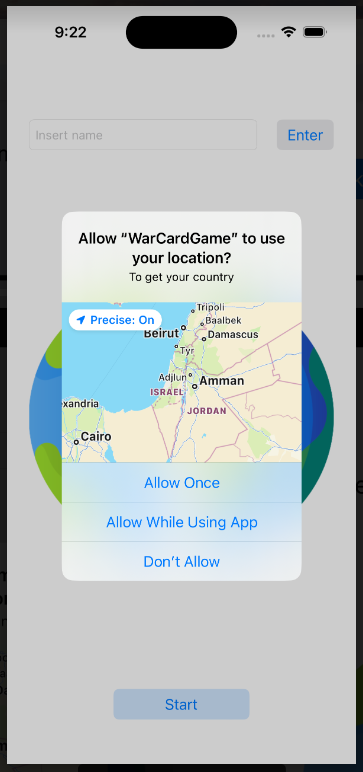 9:22
Insert name
Enter
Allow “WarCardGame” to use
your location?
To get your country
Precise: On
Tripoli
Baalbek
Beirut
Damascus
Tyr
Adjlun
Amman
ISRAEL
JORDAN
xandria
Cairo
Allow Once
Allow While Using App
Don’t Allow
Start